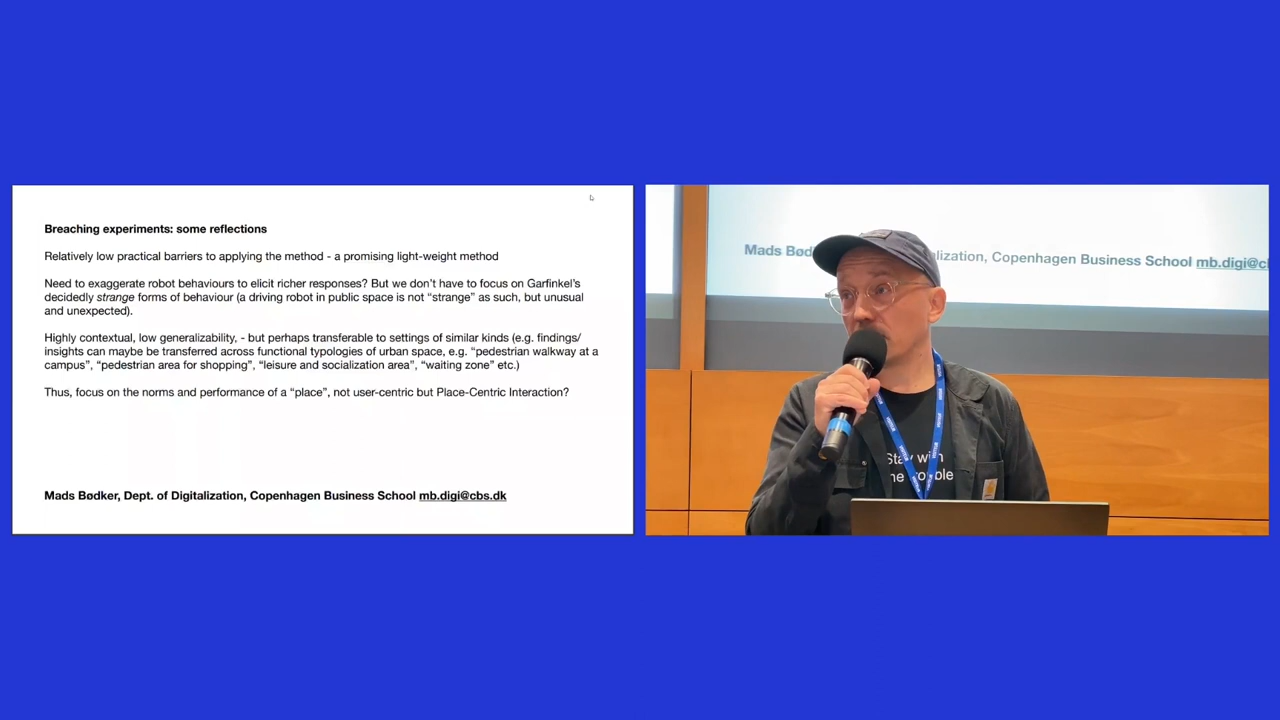 Breaching experiments: some reflections
Relatively low practical barriers to applying the method - a promising light-weight method
Need to exaggerate robot behaviours to elicit richer responses? But we don’t have to focus on Garfinkel’s
decidedly strange forms of behaviour (a driving robot in public space is not “strange” as such, but unusual
and unexpected).
Highly contextual, low generalizability, - but perhaps transferable to settings of similar kinds (e.g. findings/
insights can maybe be transferred across functional typologies of urban space, e.g. “pedestrian walkway at a
campus”, “pedestrian area for shopping”, “leisure and socialization area”, “waiting zone” etc.)
Thus, focus on the norms and performance of a “place”, not user-centric but Place-Centric Interaction?
Mads Bødker, Dept. of Digitalization, Copenhagen Business School mb.digi@cbs.dk
Mads Copenhagen Business School
Stay with